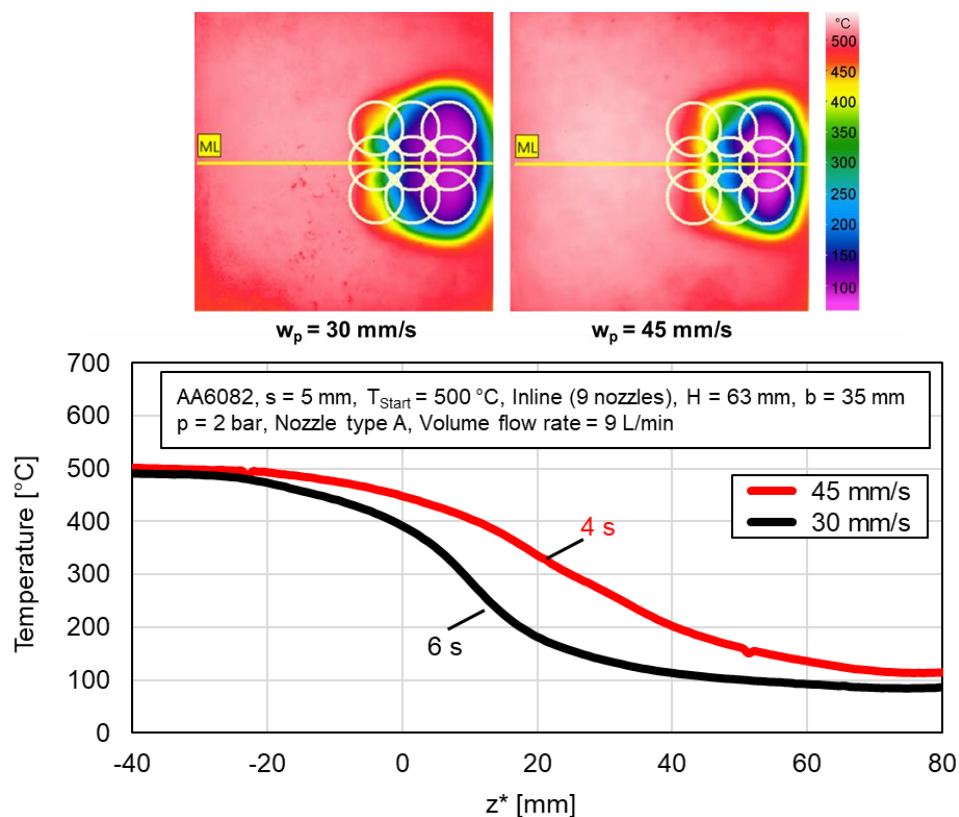 °C
500
450
400
350
300
250
200
150
100
ML
ML
wp = 30 mm/s
wp = 45 mm/s
700
600
500
400
300
200
100
0
Temperature [°C]
AA6082, s = 5 mm, TStart = 500 °C, Inline (9 nozzles), H = 63 mm, b = 35 mm
p = 2 bar, Nozzle type A, Volume flow rate = 9 L/min
45 mm/s
30 mm/s
4 s
6 s
-40 -20 0 20 40 60 80
z* [mm]